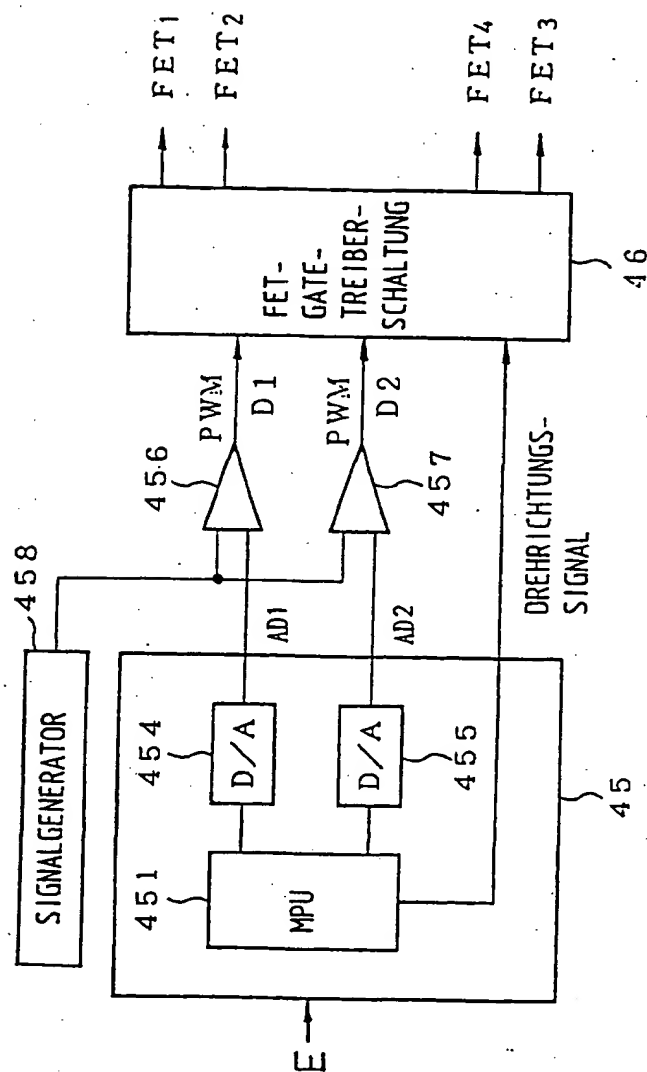 SIGNALGENERATOR
458
E
45
451
MPU
454
D/A
455
D/A
AD1
AD2
456
457
PWM
D1
PWM
D2
DREHRICHTUNGS-
SIGNAL
FET-
GATE-
TREIBER-
SCHALTUNG
46
FET1
FET2
FET4
FET3